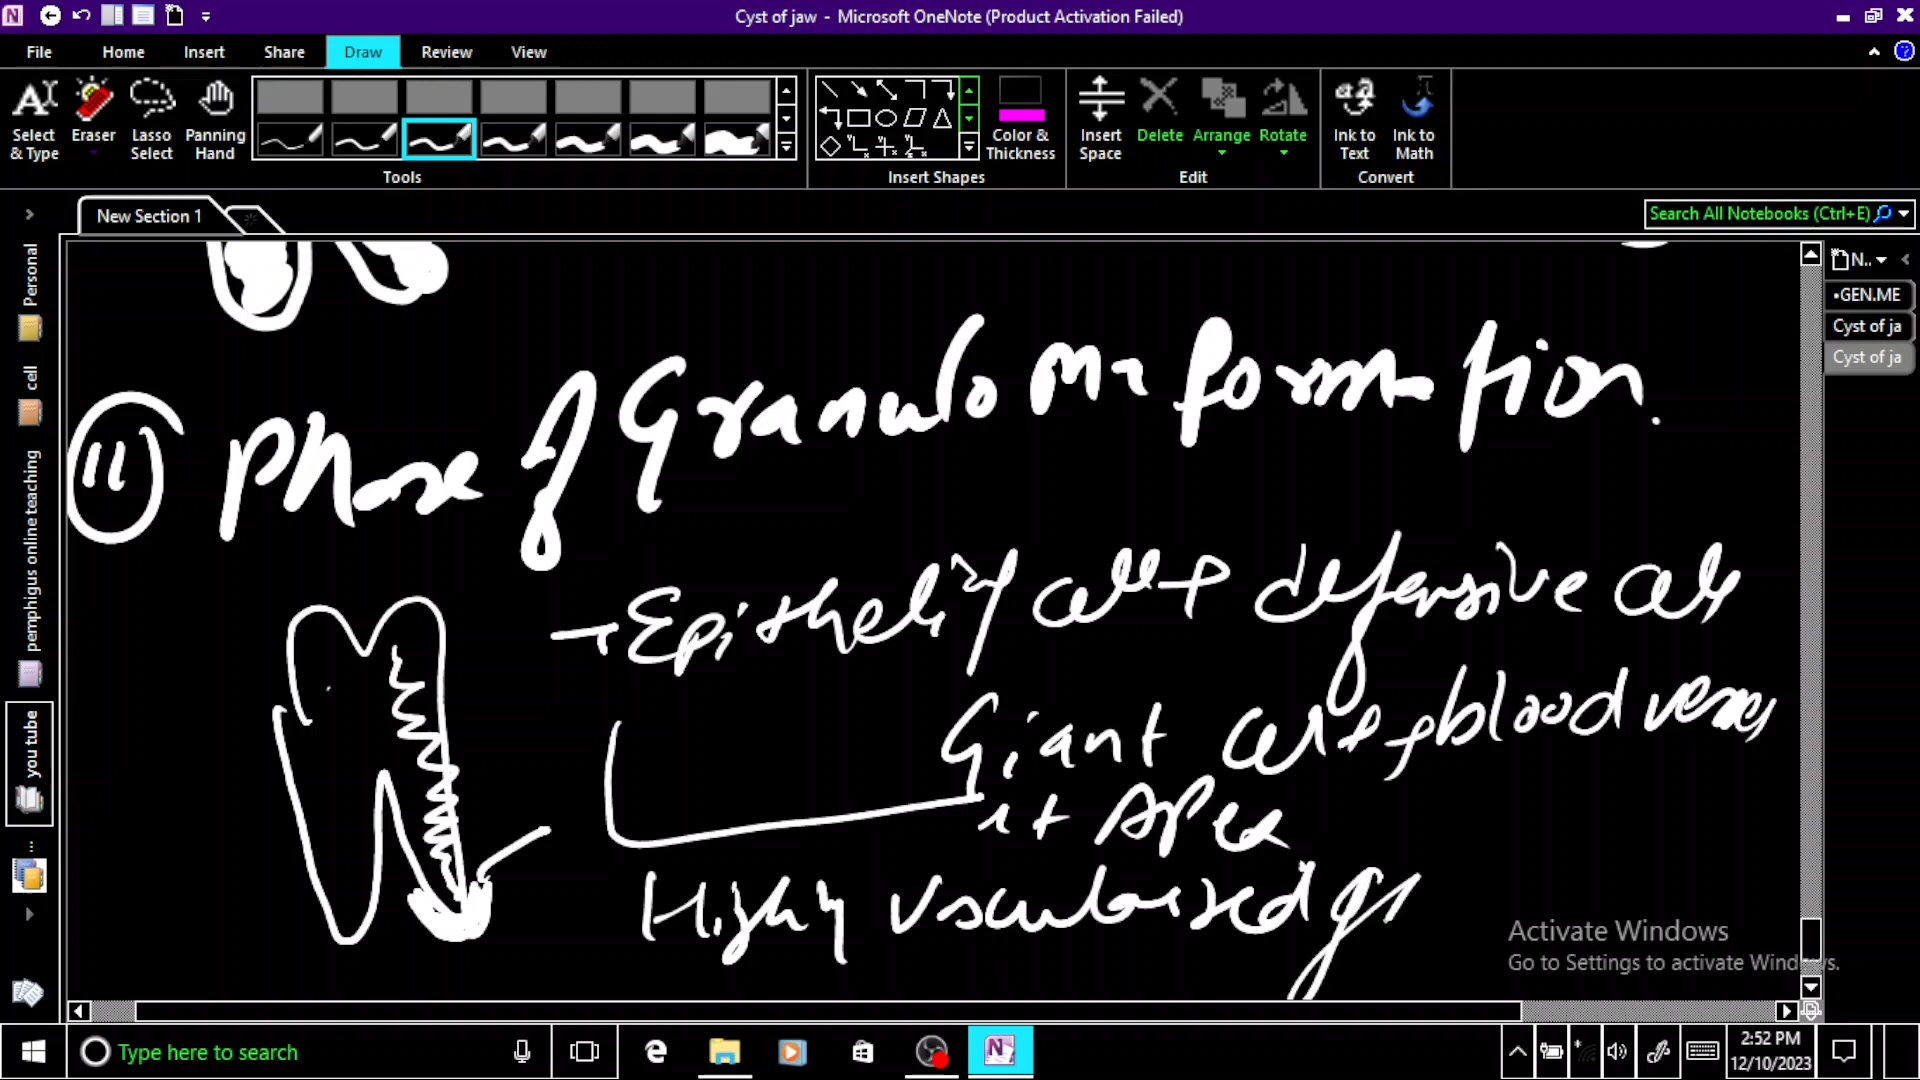 Cyst of jaw - Microsoft OneNote (Product Activation Failed)
File Home Insert Share Draw Review View
Select & Type
Eraser
Lasso Select
Panning Hand
Color & Thickness
Insert Space
Delete
Arrange
Rotate
Ink to Text
Ink to Math
Tools
Insert Shapes
Edit
Convert
New Section 1
Search All Notebooks (Ctrl+E)
N..
•GEN.ME
Cyst of ja
Cyst of ja
Personal
cell
pemphigus online teaching
you tube
II Phase of Granuloma formation.
Epithelial cell + defensive cell
Giant cell + blood vessels
at Apex
Highly vascularized
Activate Windows
Go to Settings to activate Windows.
Type here to search
2:52 PM
12/10/2023